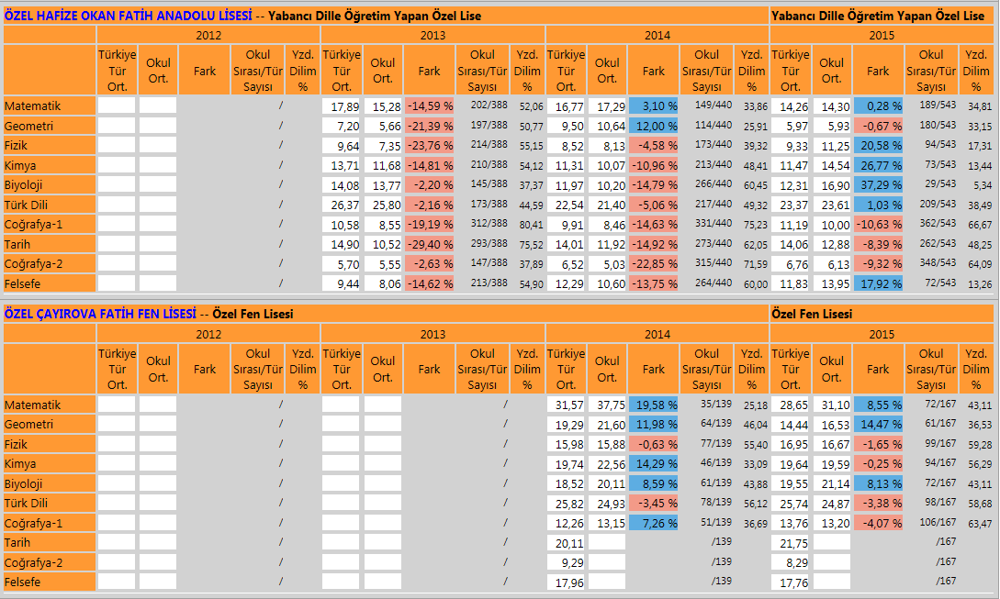 ÖZEL HAFİZE OKAN FATİH ANADOLU LİSESİ -- Yabancı Dille Öğretim Yapan Özel Lise Yabancı Dille Öğretim Yapan Özel Lise
2012 2013 2014 2015
Türkiye Tür Ort. Okul Ort. Fark Okul Sırası/Tür Sayısı Yzd. Dilim % Türkiye Tür Ort. Okul Ort. Fark Okul Sırası/Tür Sayısı Yzd. Dilim % Türkiye Tür Ort. Okul Ort. Fark Okul Sırası/Tür Sayısı Yzd. Dilim % Türkiye Tür Ort. Okul Ort. Fark Okul Sırası/Tür Sayısı Yzd. Dilim %
Matematik / 17,89 15,28 -14,59 % 202/388 52,06 16,77 17,29 3,10 % 149/440 33,86 14,26 14,30 0,28 % 189/543 34,81
Geometri / 7,20 5,66 -21,39 % 197/388 50,77 9,50 10,64 12,00 % 114/440 25,91 5,97 5,93 -0,67 % 180/543 33,15
Fizik / 9,64 7,35 -23,76 % 214/388 55,15 8,52 8,13 -4,58 % 173/440 39,32 9,33 11,25 20,58 % 94/543 17,31
Kimya / 13,71 11,68 -14,81 % 210/388 54,12 11,31 10,07 -10,96 % 213/440 48,41 11,47 14,54 26,77 % 73/543 13,44
Biyoloji / 14,08 13,77 -2,20 % 145/388 37,37 11,97 10,20 -14,79 % 266/440 60,45 12,31 16,90 37,29 % 29/543 5,34
Türk Dili / 26,37 25,80 -2,16 % 173/388 44,59 22,54 21,40 -5,06 % 217/440 49,32 23,37 23,61 1,03 % 209/543 38,49
Coğrafya-1 / 10,58 8,55 -19,19 % 312/388 80,41 9,91 8,46 -14,63 % 331/440 75,23 11,19 10,00 -10,63 % 362/543 66,67
Tarih / 14,90 10,52 -29,40 % 293/388 75,52 14,01 11,92 -14,92 % 273/440 62,05 14,06 12,88 -8,39 % 262/543 48,25
Coğrafya-2 / 5,70 5,55 -2,63 % 147/388 37,89 6,52 5,03 -22,85 % 315/440 71,59 6,76 6,13 -9,32 % 348/543 64,09
Felsefe / 9,44 8,06 -14,62 % 213/388 54,90 12,29 10,60 -13,75 % 264/440 60,00 11,83 13,95 17,92 % 72/543 13,26
ÖZEL ÇAYIROVA FATİH FEN LİSESİ -- Özel Fen Lisesi Özel Fen Lisesi
2012 2013 2014 2015
Türkiye Tür Ort. Okul Ort. Fark Okul Sırası/Tür Sayısı Yzd. Dilim % Türkiye Tür Ort. Okul Ort. Fark Okul Sırası/Tür Sayısı Yzd. Dilim % Türkiye Tür Ort. Okul Ort. Fark Okul Sırası/Tür Sayısı Yzd. Dilim % Türkiye Tür Ort. Okul Ort. Fark Okul Sırası/Tür Sayısı Yzd. Dilim %
Matematik / / 31,57 37,75 19,58 % 35/139 25,18 28,65 31,10 8,55 % 72/167 43,11
Geometri / / 19,29 21,60 11,98 % 64/139 46,04 14,44 16,53 14,47 % 61/167 36,53
Fizik / / 15,98 15,88 -0,63 % 77/139 55,40 16,95 16,67 -1,65 % 99/167 59,28
Kimya / / 19,74 22,56 14,29 % 46/139 33,09 19,64 19,59 -0,25 % 94/167 56,29
Biyoloji / / 18,52 20,11 8,59 % 61/139 43,88 19,55 21,14 8,13 % 72/167 43,11
Türk Dili / / 25,82 24,93 -3,45 % 78/139 56,12 25,74 24,87 -3,38 % 98/167 58,68
Coğrafya-1 / / 12,26 13,15 7,26 % 51/139 36,69 13,76 13,20 -4,07 % 106/167 63,47
Tarih / / 20,11 /139 21,75 /167
Coğrafya-2 / / 9,29 /139 8,29 /167
Felsefe / / 17,96 /139 17,76 /167